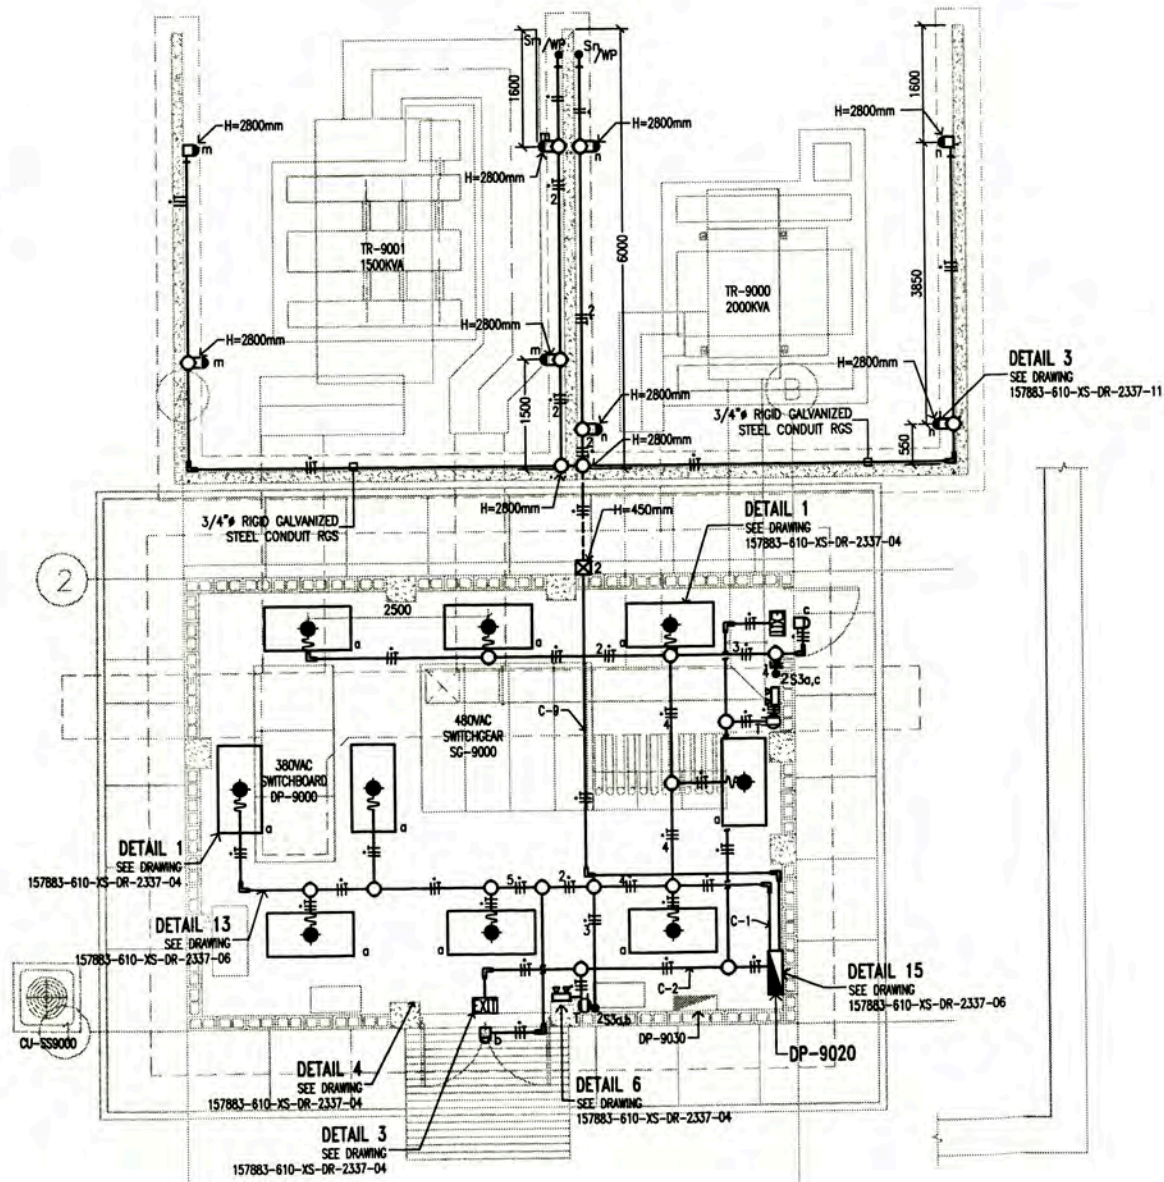 Sm/WP
Sn/WP
1600
1600
H=2800mm
H=2800mm
H=2800mm
m
m
n
n
H=2800mm
2
TR-9001
1500KVA
6000
TR-9000
2000KVA
3850
2
H=2800mm
H=2800mm
m
m
H=2800mm
DETAIL 3
SEE DRAWING
157883-610-XS-DR-2337-11
B
2
1500
H=2800mm
n
3/4"ø RIGID GALVANIZED
STEEL CONDUIT RGS
n
550
2
H=2800mm
3/4"ø RIGID GALVANIZED
STEEL CONDUIT RGS
H=2800mm
H=450mm
DETAIL 1
SEE DRAWING
157883-610-XS-DR-2337-04
2
2
2500
a
a
a
c
2
3
4
2S3a,c
C-9
480VAC
SWITCHGEAR
SG-9000
4
380VAC
SWITCHBOARD
DP-9000
a
a
a
4
DETAIL 1
SEE DRAWING
157883-610-XS-DR-2337-04
5
2
4
DETAIL 13
SEE DRAWING
157883-610-XS-DR-2337-06
a
a
a
3
C-1
C-2
DETAIL 15
SEE DRAWING
157883-610-XS-DR-2337-06
EXIT
2S3a,b
b
DP-9030
DP-9020
CU-SS9000
DETAIL 4
SEE DRAWING
157883-610-XS-DR-2337-04
DETAIL 6
SEE DRAWING
157883-610-XS-DR-2337-04
DETAIL 3
SEE DRAWING
157883-610-XS-DR-2337-04